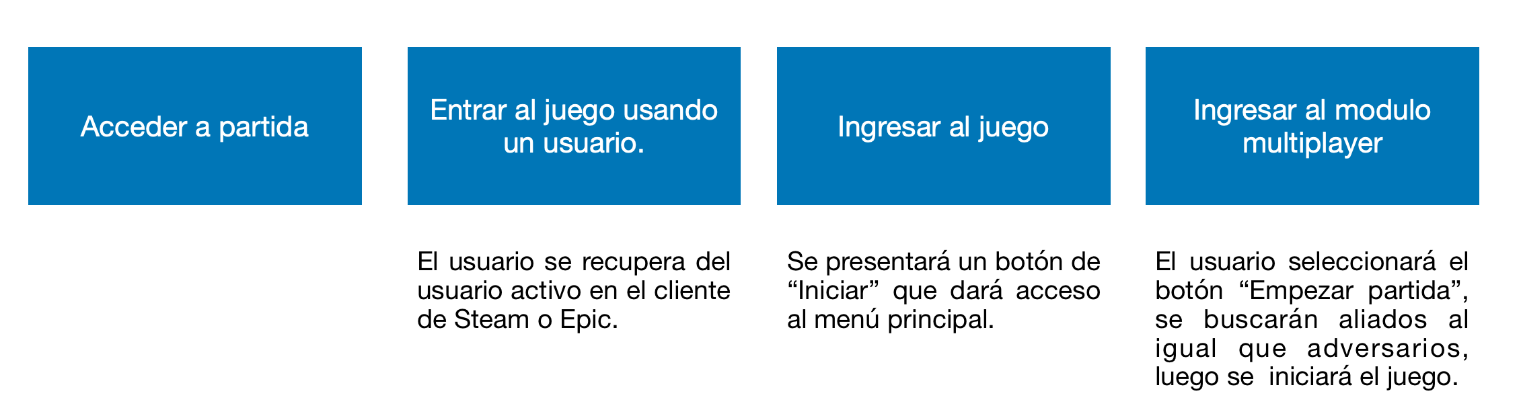 Acceder a partida
Entrar al juego usando
un usuario.
Ingresar al juego
Ingresar al modulo
multiplayer
El usuario se recupera del
usuario activo en el cliente
de Steam o Epic.
Se presentará un botón de
“Iniciar” que dará acceso
al menú principal.
El usuario seleccionará el
botón “Empezar partida”,
se buscarán aliados al
igual que adversarios,
luego se iniciará el juego.